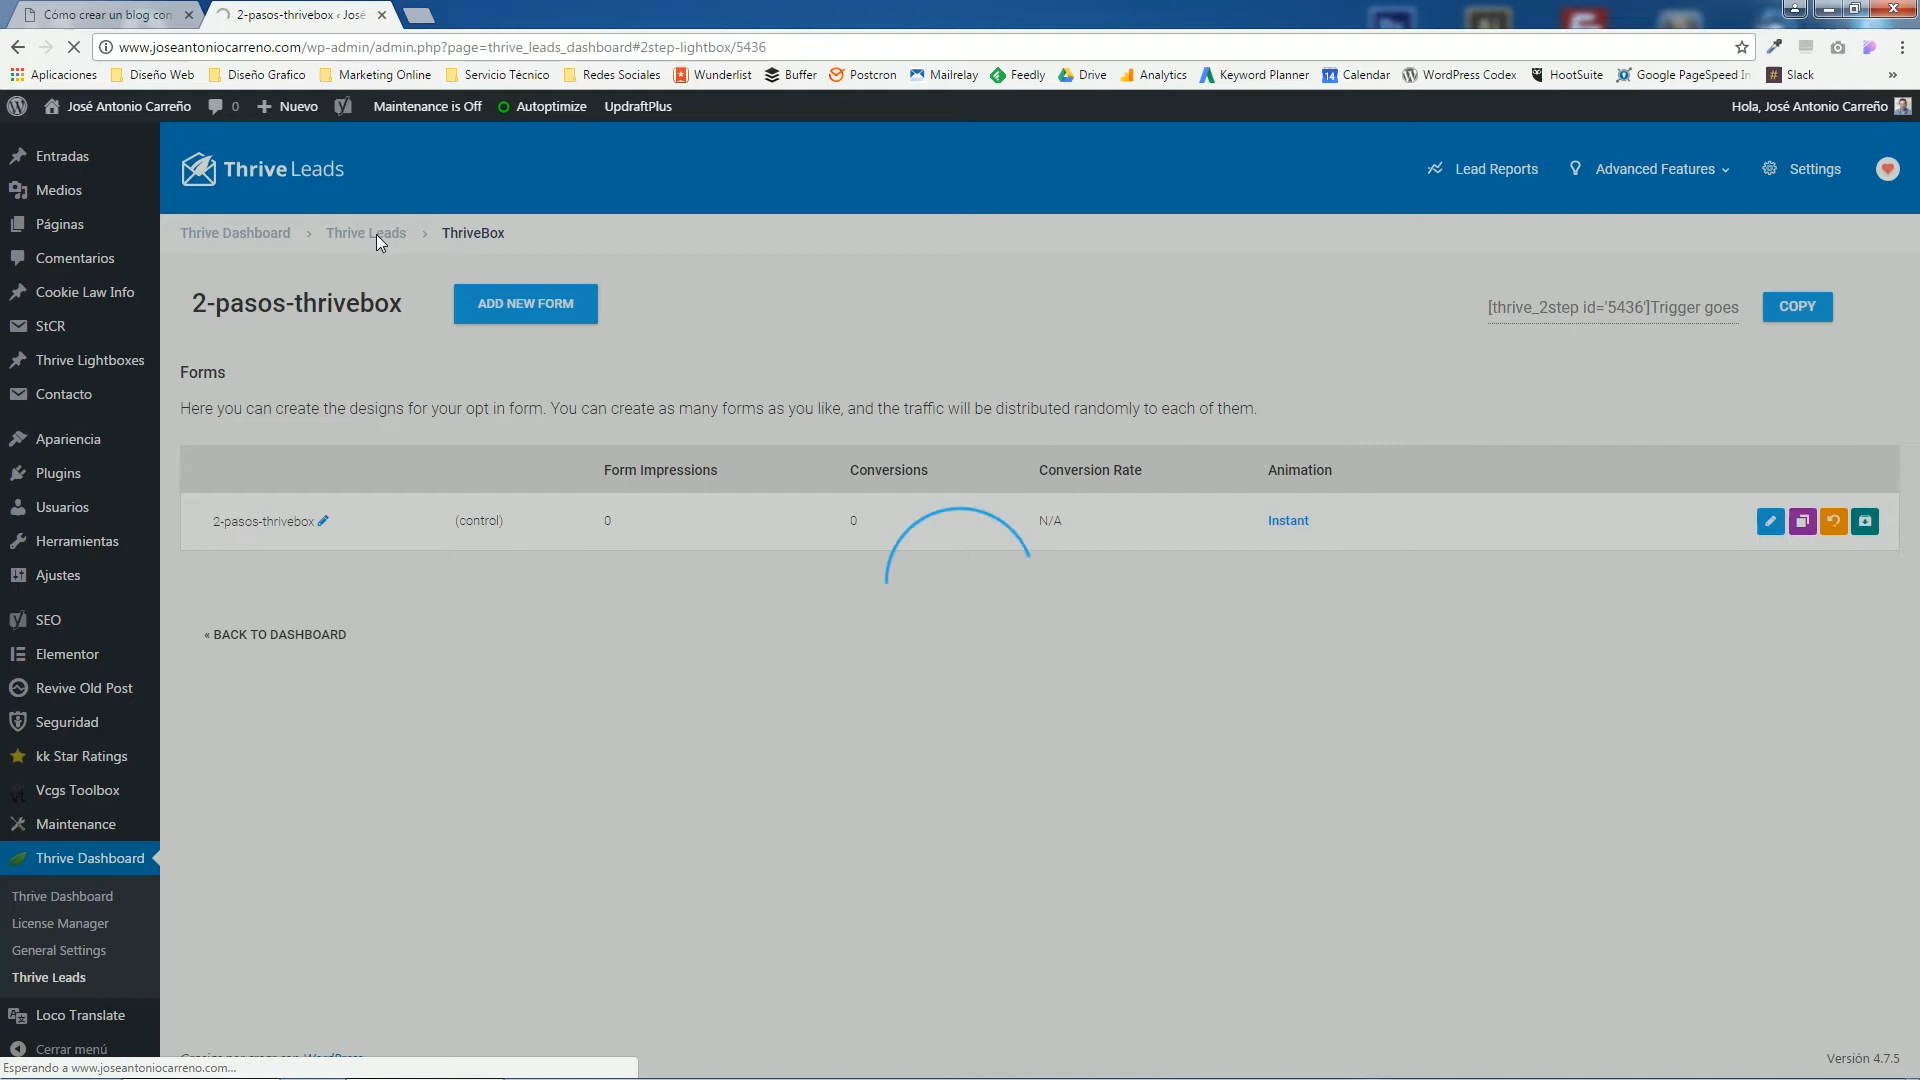 Cómo crear un blog con
2-pasos-thrivebox ‹ José
www.joseantoniocarreno.com/wp-admin/admin.php?page=thrive_leads_dashboard#2step-lightbox/5436
Aplicaciones Diseño Web Diseño Grafico Marketing Online Servicio Técnico Redes Sociales Wunderlist Buffer Postcron Mailrelay Feedly Drive Analytics Keyword Planner 14 Calendar WordPress Codex HootSuite Google PageSpeed In # Slack »
José Antonio Carreño 0 Nuevo Maintenance is Off Autoptimize UpdraftPlus Hola, José Antonio Carreño
Entradas
Medios
Páginas
Comentarios
Cookie Law Info
StCR
Thrive Lightboxes
Contacto
Apariencia
Plugins
Usuarios
Herramientas
Ajustes
SEO
Elementor
Revive Old Post
Seguridad
kk Star Ratings
vt Vcgs Toolbox
Maintenance
Thrive Dashboard
Thrive Dashboard
License Manager
General Settings
Thrive Leads
Loco Translate
Cerrar menú
Thrive Leads
Lead Reports Advanced Features Settings
Thrive Dashboard › Thrive Leads › ThriveBox
2-pasos-thrivebox ADD NEW FORM [thrive_2step id='5436']Trigger goes COPY
Forms
Here you can create the designs for your opt in form. You can create as many forms as you like, and the traffic will be distributed randomly to each of them.
Form Impressions Conversions Conversion Rate Animation
2-pasos-thrivebox (control) 0 0 N/A Instant
« BACK TO DASHBOARD
Versión 4.7.5
Esperando a www.joseantoniocarreno.com...